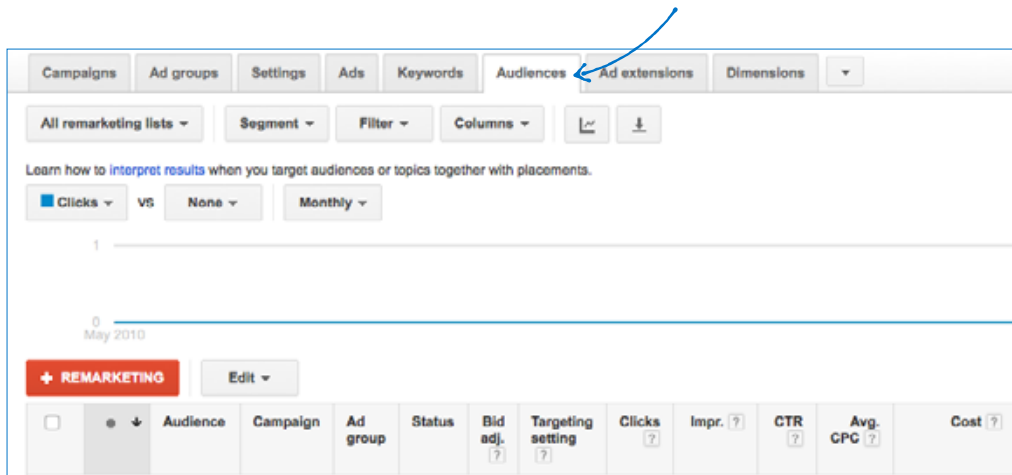 Campaigns Ad groups Settings Ads Keywords Audiences Ad extensions Dimensions
All remarketing lists Segment Filter Columns
Learn how to interpret results when you target audiences or topics together with placements.
Clicks VS None Monthly
1
0
May 2010
+ REMARKETING Edit
Audience Campaign Ad group Status Bid adj. ? Targeting setting ? Clicks ? Impr. ? CTR ? Avg. CPC ? Cost ?